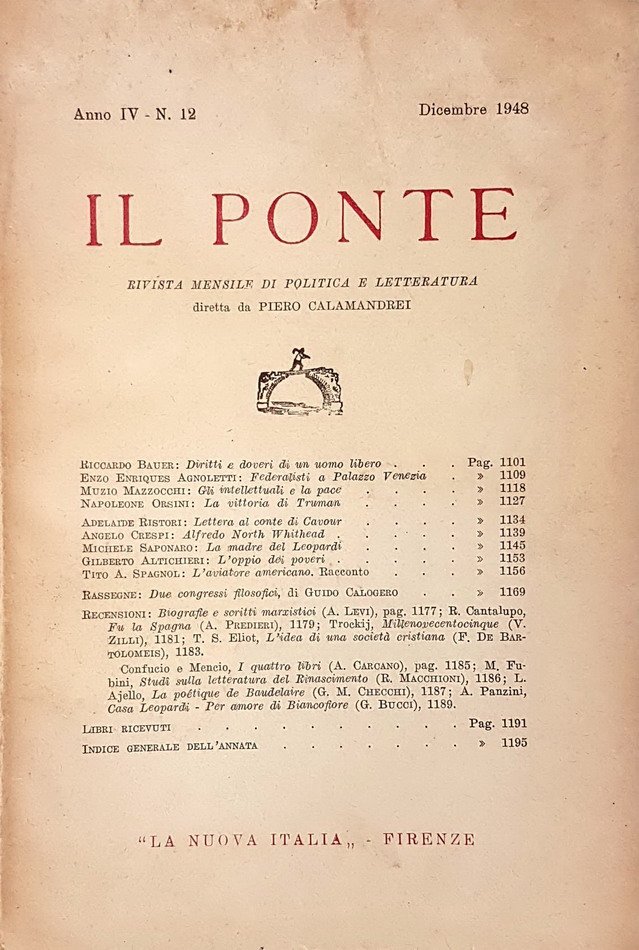 Anno IV - N. 12
Dicembre 1948
IL PONTE
RIVISTA MENSILE DI POLITICA E LETTERATURA
diretta da PIERO CALAMANDREI
RICCARDO BAUER: Diritti e doveri di un uomo libero . . . Pag. 1101
ENZO ENRIQUES AGNOLETTI: Federalisti a Palazzo Venezia . » 1109
MUZIO MAZZOCCHI: Gli intellettuali e la pace . . . . » 1118
NAPOLEONE ORSINI: La vittoria di Truman . . . . » 1127
ADELAIDE RISTORI: Lettera al conte di Cavour . . . . » 1134
ANGELO CRESPI: Alfredo North Whithead . . . . . » 1139
MICHELE SAPONARO: La madre del Leopardi . . . . » 1145
GILBERTO ALTICHIERI: L'oppio dei poveri . . . . . » 1153
TITO A. SPAGNOL: L'aviatore americano. Racconto . . . . » 1156
RASSEGNE: Due congressi filosofici, di GUIDO CALOGERO . . » 1169
RECENSIONI: Biografie e scritti marxistici (A. LEVI), pag. 1177; R. Cantalupo,
Fu la Spagna (A. PREDIERI), 1179; Trockij, Millenovecentocinque (V.
ZILLI), 1181; T. S. Eliot, L'idea di una società cristiana (F. DE BAR-
TOLOMEIS), 1183.
Confucio e Mencio, I quattro libri (A. CARCANO), pag. 1185; M. Fu-
bini, Studi sulla letteratura del Rinascimento (R. MACCHIONI), 1186; L.
Ajello, La poétique de Baudelaire (G. M. CHECCHI), 1187; A. Panzini,
Casa Leopardi - Per amore di Biancofiore (G. BUCCI), 1189.
LIBRI RICEVUTI . . . . . . . . . . Pag. 1191
INDICE GENERALE DELL'ANNATA . . . . . . . » 1195
"LA NUOVA ITALIA„ - FIRENZE